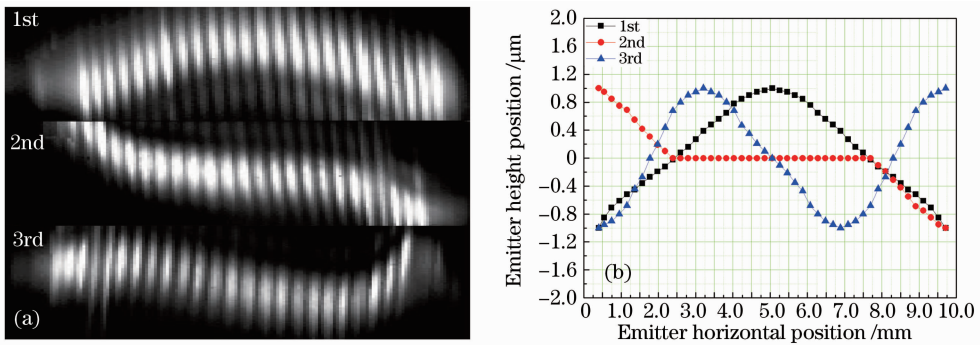 1st
2nd
3rd
(a)
2.0
1.6
1.2
0.8
0.4
0
−0.4
−0.8
−1.2
−1.6
−2.0
Emitter height position /μm
1st
2nd
3rd
(b)
0 1.0 2.0 3.0 4.0 5.0 6.0 7.0 8.0 9.0 10.0
Emitter horizontal position /mm